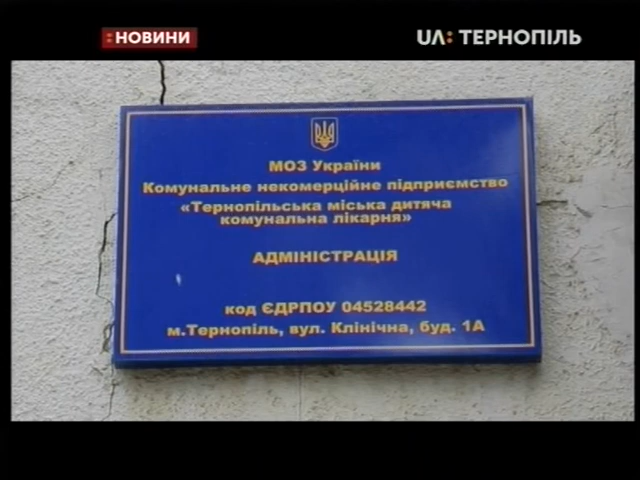 НОВИНИ
UA: ТЕРНОПІЛЬ
МОЗ України
Комунальне некомерційне підприємство
«Тернопільська міська дитяча
комунальна лікарня»
АДМІНІСТРАЦІЯ
код ЄДРПОУ 04528442
м.Тернопіль, вул. Клінічна, буд. 1А